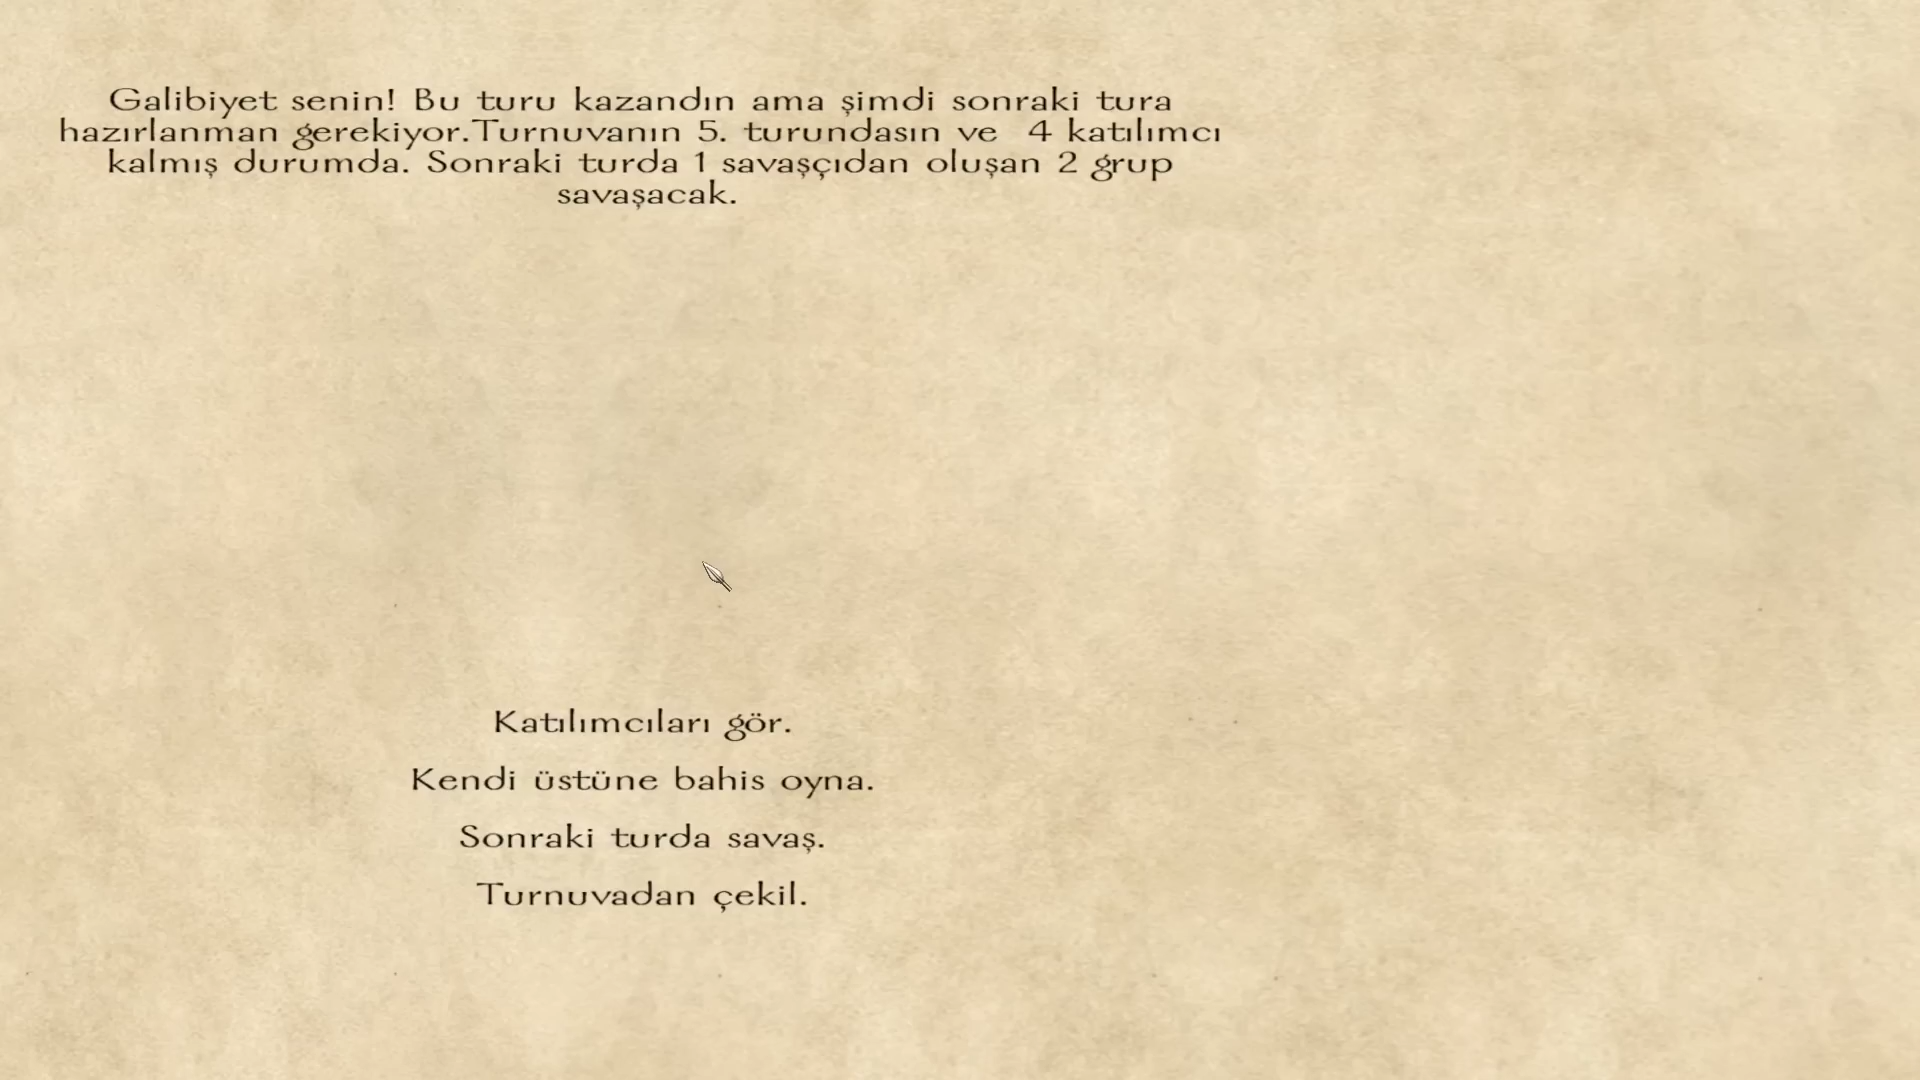 Galibiyet senin! Bu turu kazandın ama şimdi sonraki tura
hazırlanman gerekiyor.Turnuvanın 5. turundasın ve  4 katılımcı
kalmış durumda. Sonraki turda 1 savaşçıdan oluşan 2 grup
savaşacak.
Katılımcıları gör.
Kendi üstüne bahis oyna.
Sonraki turda savaş.
Turnuvadan çekil.